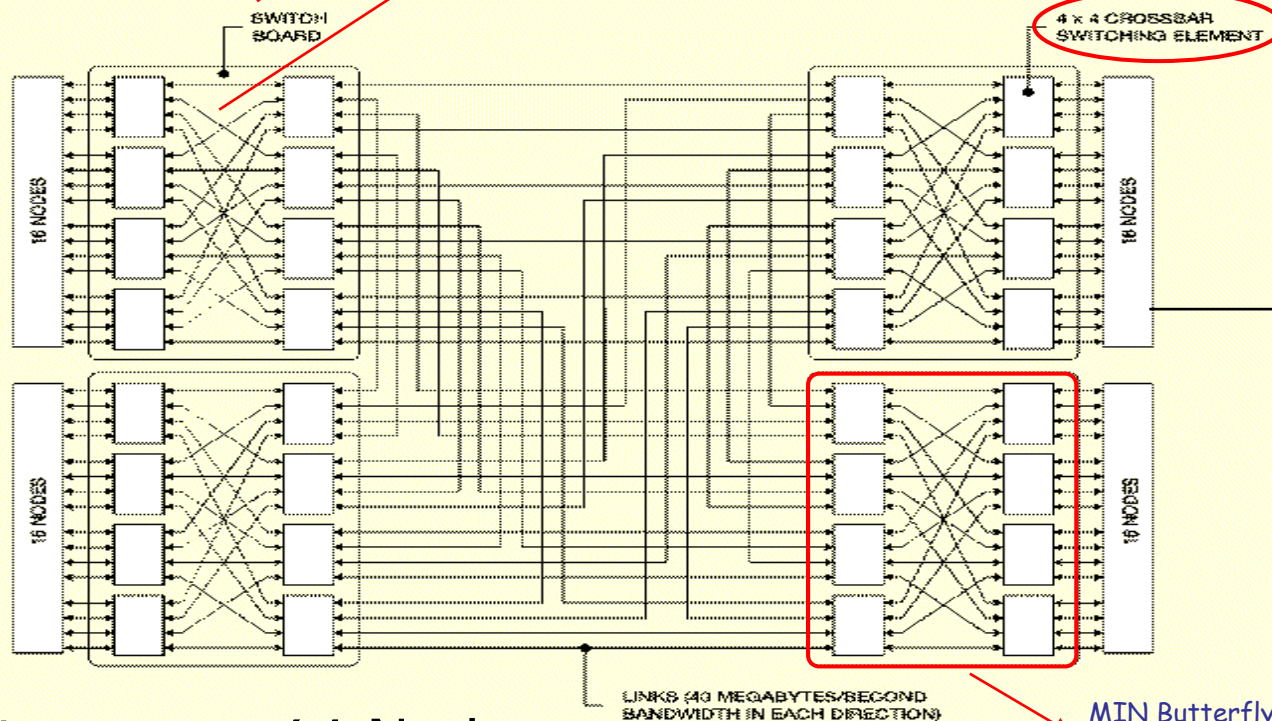 SWITCH
BOARD
4 x 4 CROSSBAR
SWITCHING ELEMENT
16 NODES
16 NODES
16 NODES
16 NODES
LINKS (40 MEGABYTES/SECOND
BANDWIDTH IN EACH DIRECTION)
MIN Butterfly